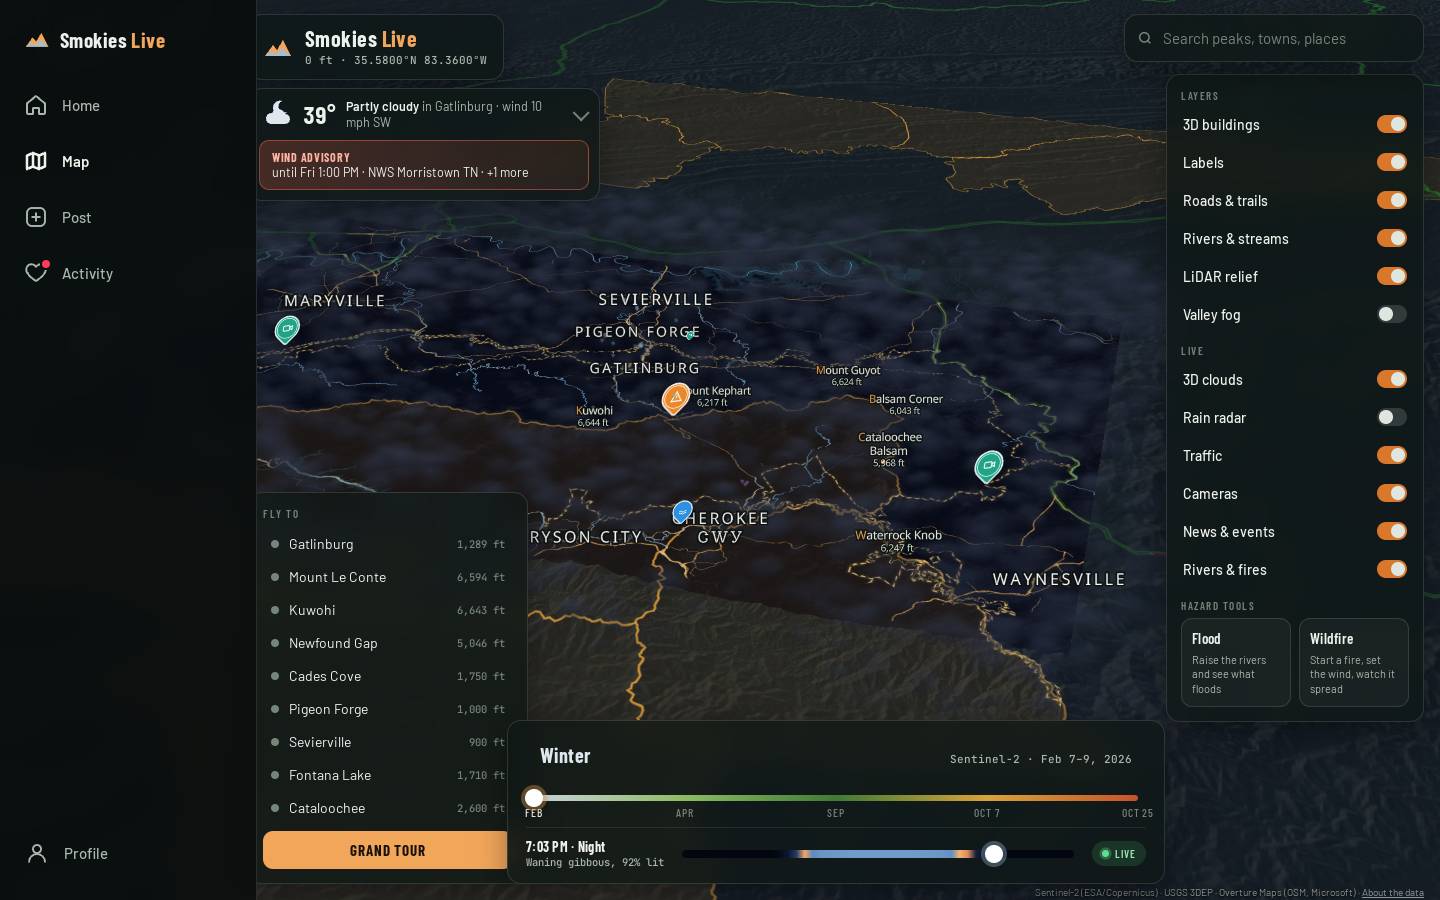 Smokies Live
Home
Map
Post
Activity
Profile
Smokies Live
0 ft · 35.5800°N 83.3600°W
39° Partly cloudy in Gatlinburg · wind 10
mph SW
WIND ADVISORY
until Fri 1:00 PM · NWS Morristown TN · +1 more
Search peaks, towns, places
MARYVILLE
SEVIERVILLE
PIGEON FORGE
GATLINBURG
Mount Guyot
6,624 ft
ount Kephart
6,217 ft
Kuwohi
6,644 ft
Balsam Corner
6,043 ft
Cataloochee
Balsam
5,968 ft
HEROKEE
ᏣᎳᎩ
RYSON CITY
Waterrock Knob
6,247 ft
WAYNESVILLE
FLY TO
Gatlinburg 1,289 ft
Mount Le Conte 6,594 ft
Kuwohi 6,643 ft
Newfound Gap 5,046 ft
Cades Cove 1,750 ft
Pigeon Forge 1,000 ft
Sevierville 900 ft
Fontana Lake 1,710 ft
Cataloochee 2,600 ft
GRAND TOUR
LAYERS
3D buildings
Labels
Roads & trails
Rivers & streams
LiDAR relief
Valley fog
LIVE
3D clouds
Rain radar
Traffic
Cameras
News & events
Rivers & fires
HAZARD TOOLS
Flood
Raise the rivers
and see what
floods
Wildfire
Start a fire, set
the wind, watch it
spread
Winter
Sentinel-2 · Feb 7–9, 2026
FEB APR SEP OCT 7 OCT 25
7:03 PM · Night
Waning gibbous, 92% lit
LIVE
Sentinel-2 (ESA/Copernicus) · USGS 3DEP · Overture Maps (OSM, Microsoft) · About the data